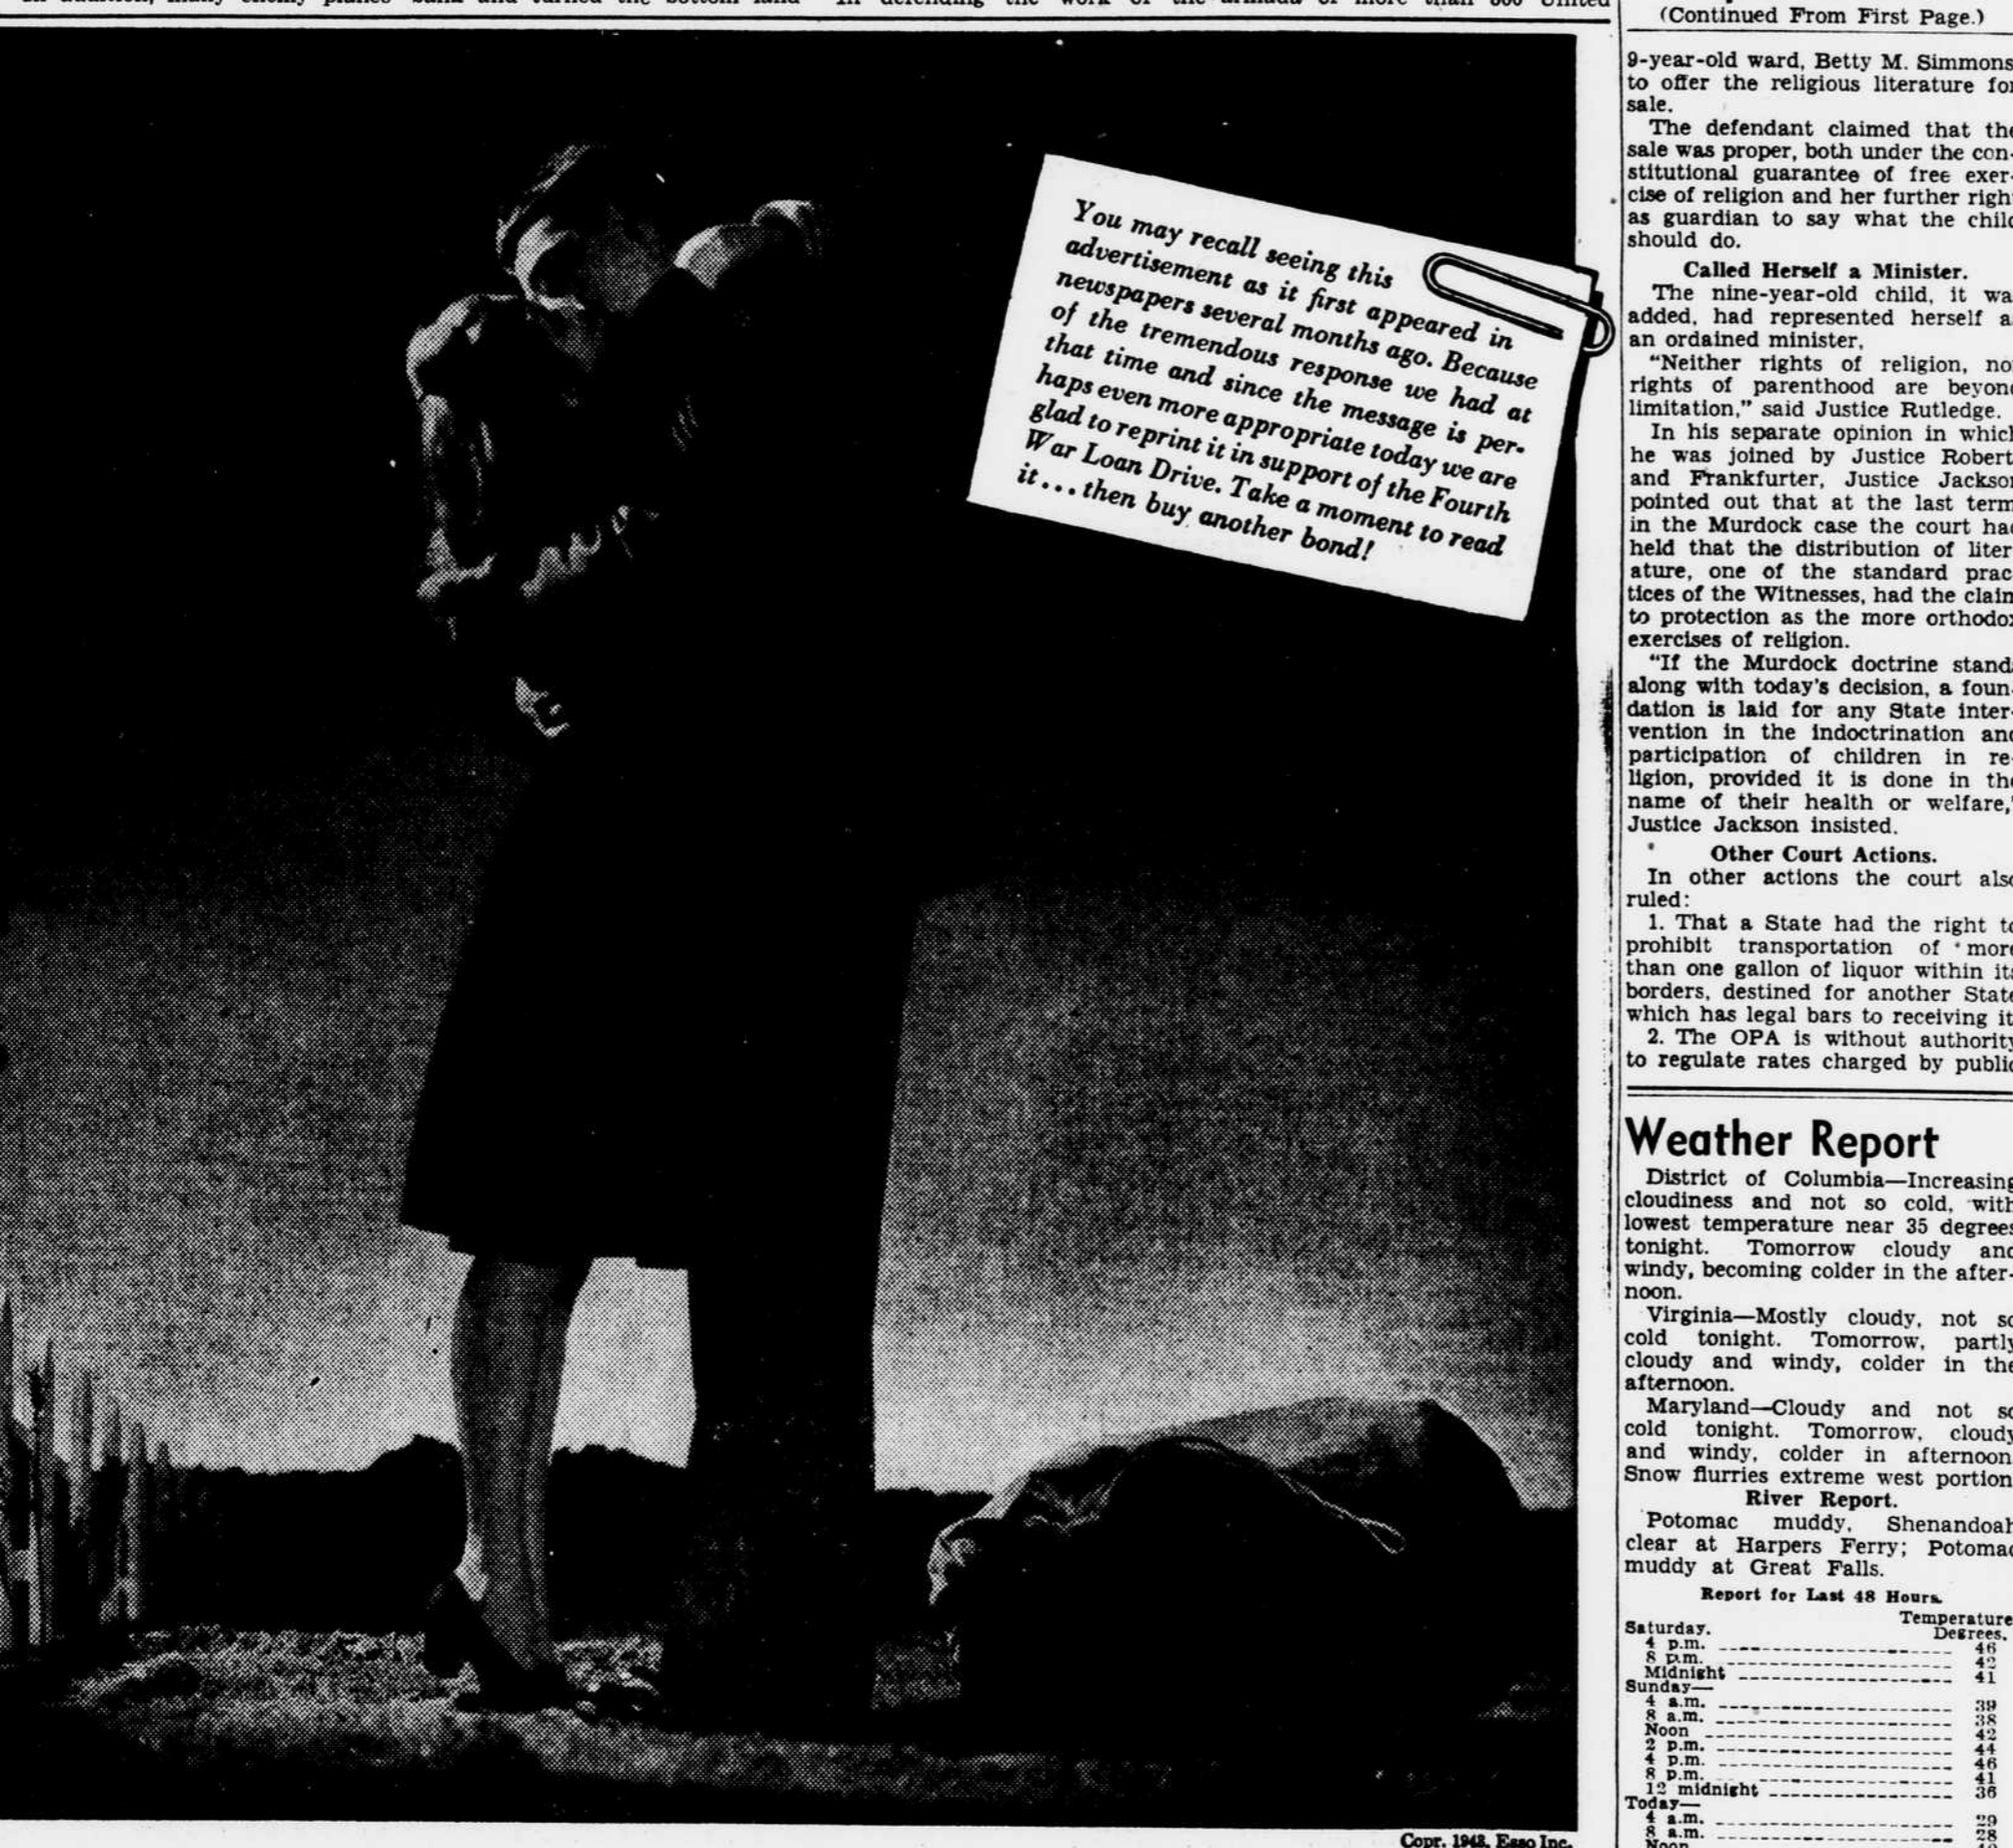 (Continued From First Page.)
You may recall seeing this
advertisement as it first appeared in
newspapers several months ago. Because
of the tremendous response we had at
that time and since the message is per-
haps even more appropriate today we are
glad to reprint it in support of the Fourth
War Loan Drive. Take a moment to read
it...then buy another bond!
Copr. 1943, Esso Inc.
9-year-old ward, Betty M. Simmons
to offer the religious literature for
sale.
The defendant claimed that the
sale was proper, both under the con-
stitutional guarantee of free exer-
cise of religion and her further right
as guardian to say what the child
should do.
Called Herself a Minister.
The nine-year-old child, it wa
added, had represented herself a
an ordained minister,
"Neither rights of religion, nor
rights of parenthood are beyond
limitation," said Justice Rutledge.
In his separate opinion in which
he was joined by Justice Robert
and Frankfurter, Justice Jackson
pointed out that at the last term
in the Murdock case the court had
held that the distribution of liter
ature, one of the standard prac
tices of the Witnesses, had the claim
to protection as the more orthodox
exercises of religion.
"If the Murdock doctrine stands
along with today's decision, a foun-
dation is laid for any State inter-
vention in the indoctrination and
participation of children in re-
ligion, provided it is done in the
name of their health or welfare,"
Justice Jackson insisted.
Other Court Actions.
In other actions the court also
ruled:
1. That a State had the right to
prohibit transportation of more
than one gallon of liquor within its
borders, destined for another State
which has legal bars to receiving it
2. The OPA is without authority
to regulate rates charged by public
Weather Report
District of Columbia—Increasing
cloudiness and not so cold, with
lowest temperature near 35 degrees
tonight. Tomorrow cloudy and
windy, becoming colder in the after-
noon.
Virginia—Mostly cloudy, not so
cold tonight. Tomorrow, partly
cloudy and windy, colder in the
afternoon.
Maryland—Cloudy and not so
cold tonight. Tomorrow, cloudy
and windy, colder in afternoon
Snow flurries extreme west portion
River Report.
Potomac muddy, Shenandoah
clear at Harpers Ferry; Potomac
muddy at Great Falls.
Report for Last 48 Hours.
Temperature
Saturday. Degrees.
4 p.m. 46
8 p.m. 42
Midnight 41
Sunday—
4 a.m. 39
8 a.m. 38
Noon 42
2 p.m. 44
4 p.m. 46
8 p.m. 41
12 midnight 36
Today—
4 a.m. 29
8 a.m. 28
Noon